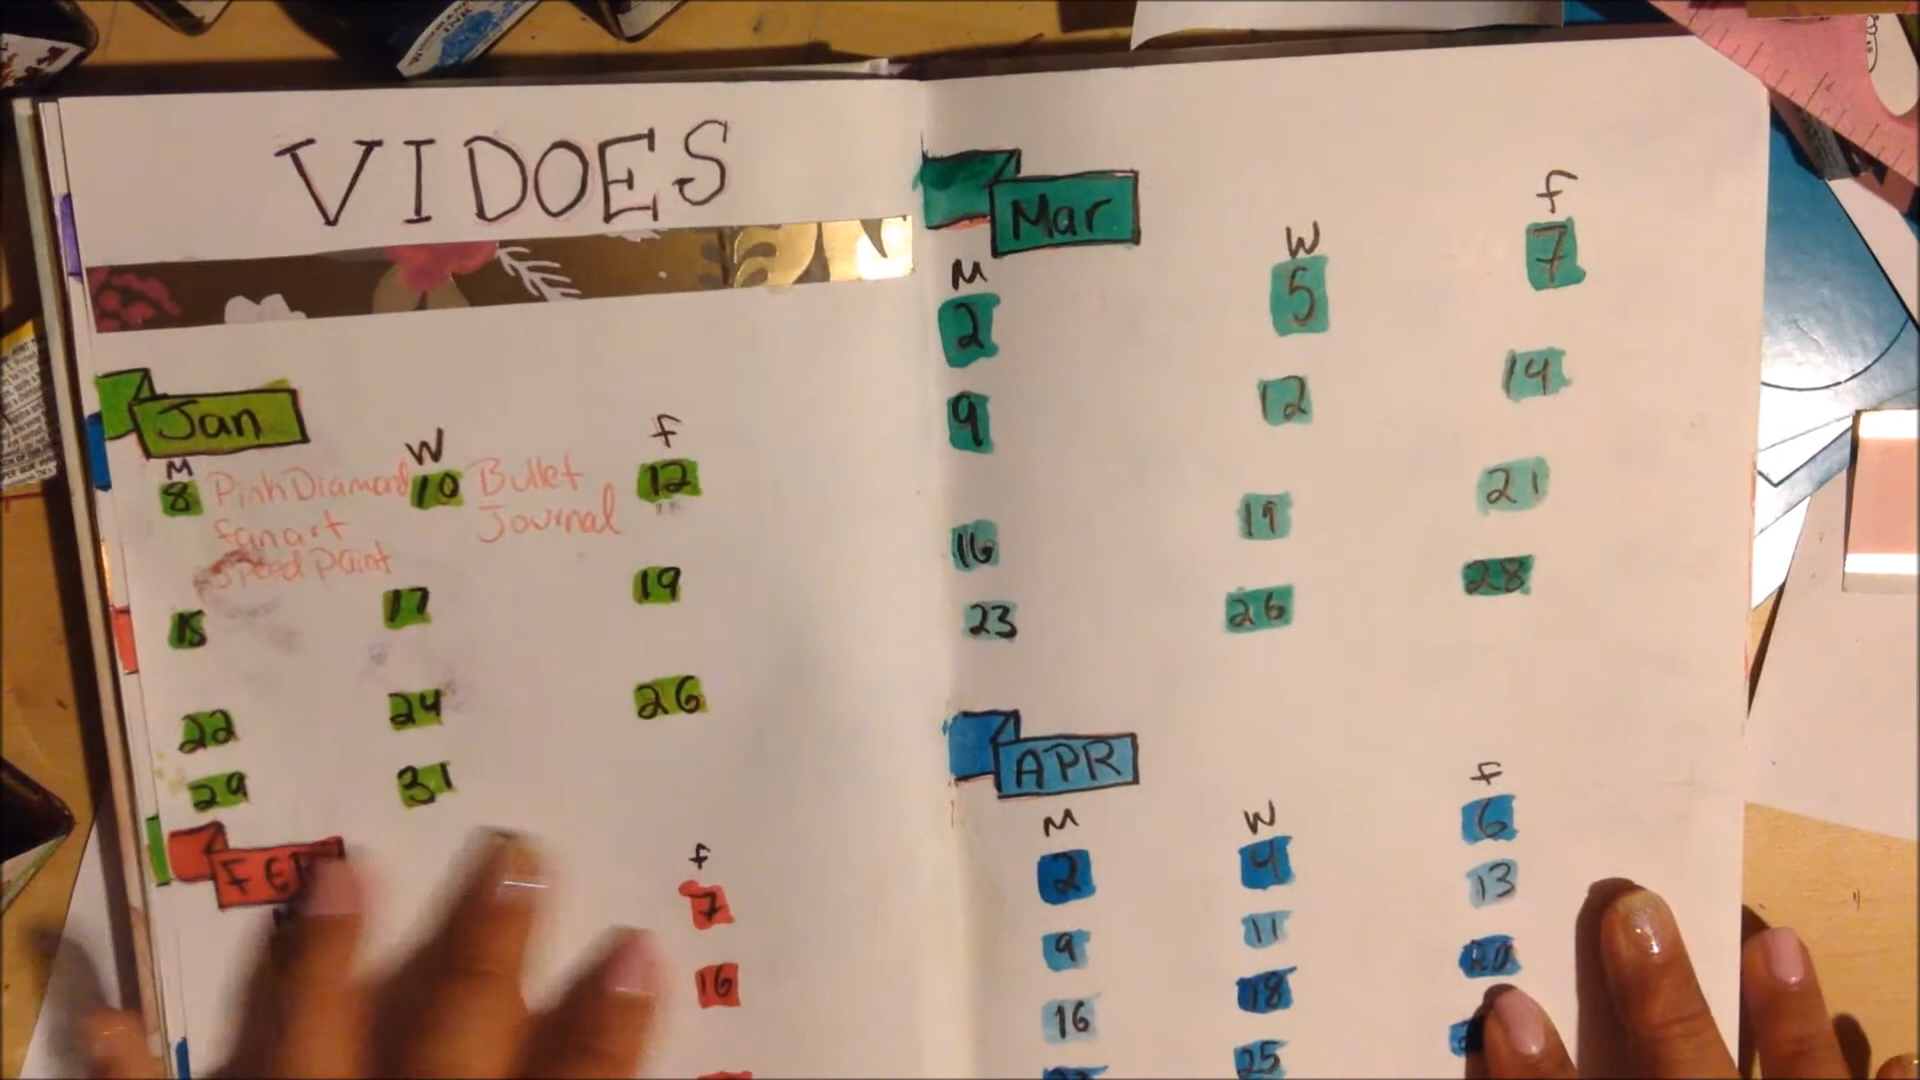 VIDOES
Jan
M W F
8 Pinh Diamond 10 Bullet 12
fanart Journal
Speed Paint
15 17 19
22 24 26
29 31
F
7
16
Mar
M W F
2 5 7
9 12 14
16 19 21
23 26 28
APR
M W F
2 4 6
9 11 13
16 18 20
25